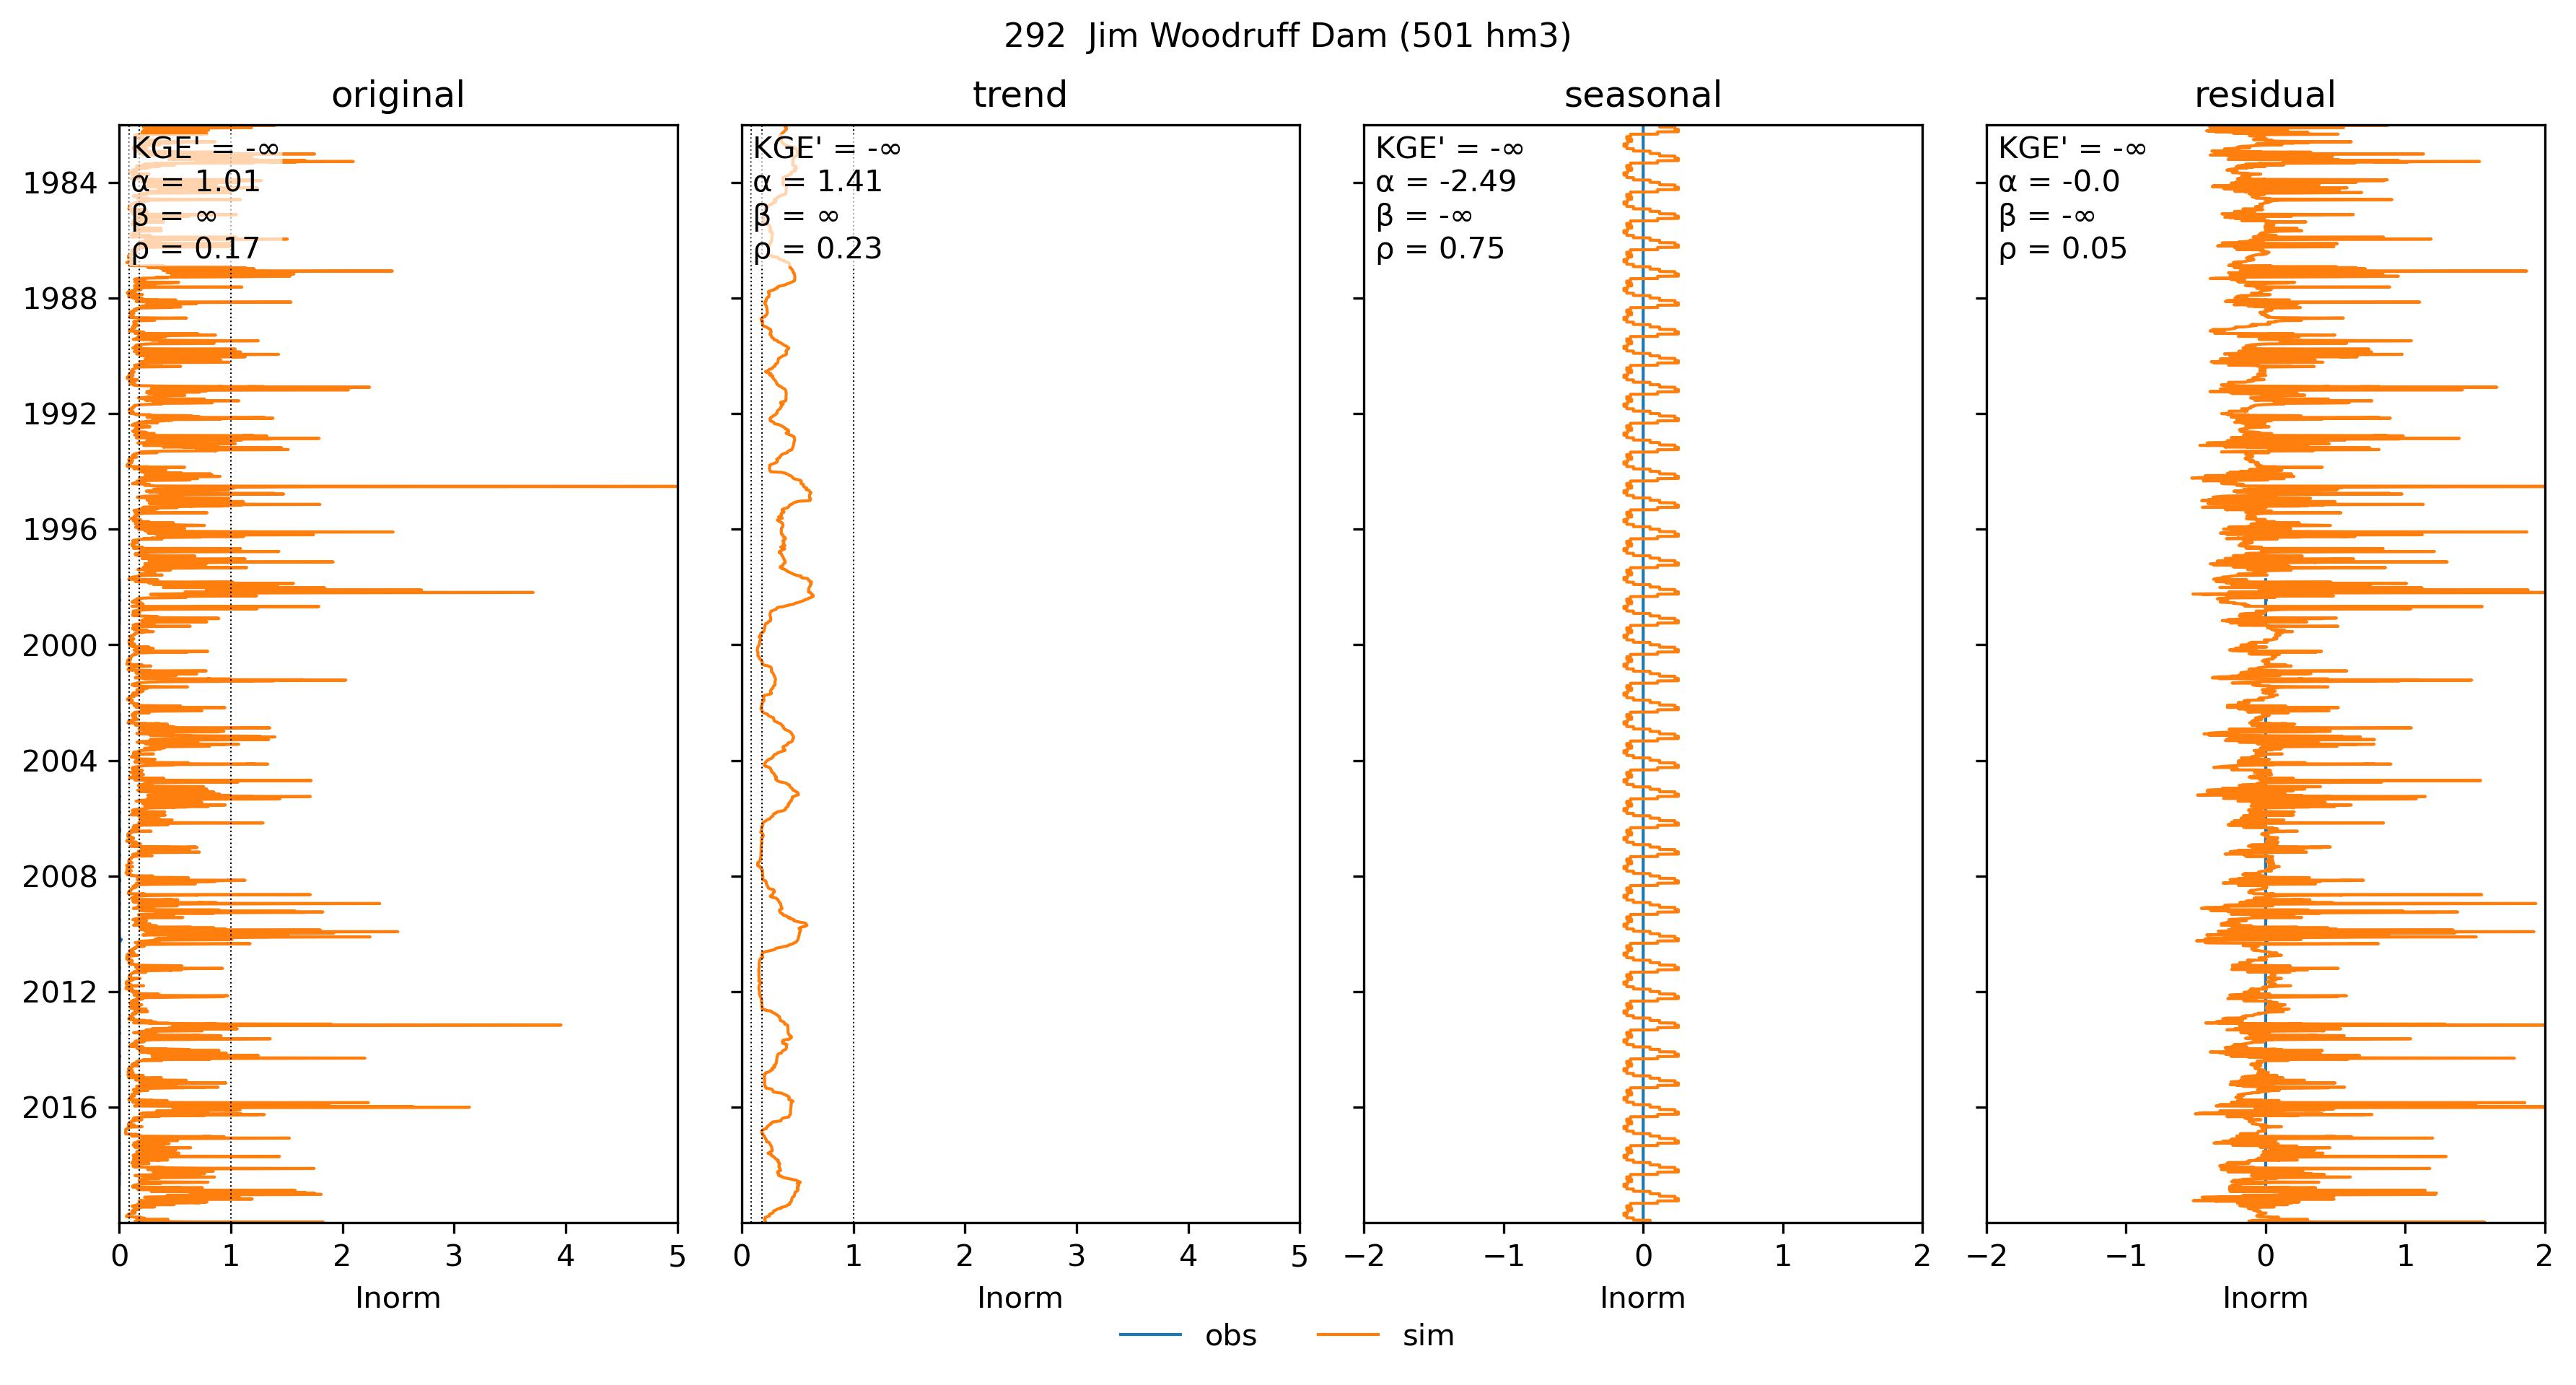 292  Jim Woodruff Dam (501 hm3)
original
trend
seasonal
residual
KGE' = -∞
α = 1.01
β = ∞
ρ = 0.17
KGE' = -∞
α = 1.41
β = ∞
ρ = 0.23
KGE' = -∞
α = -2.49
β = -∞
ρ = 0.75
KGE' = -∞
α = -0.0
β = -∞
ρ = 0.05
1984
1988
1992
1996
2000
2004
2008
2012
2016
0 1 2 3 4 5
0 1 2 3 4 5
−2 −1 0 1 2
−2 −1 0 1 2
Inorm
Inorm
Inorm
Inorm
obs
sim